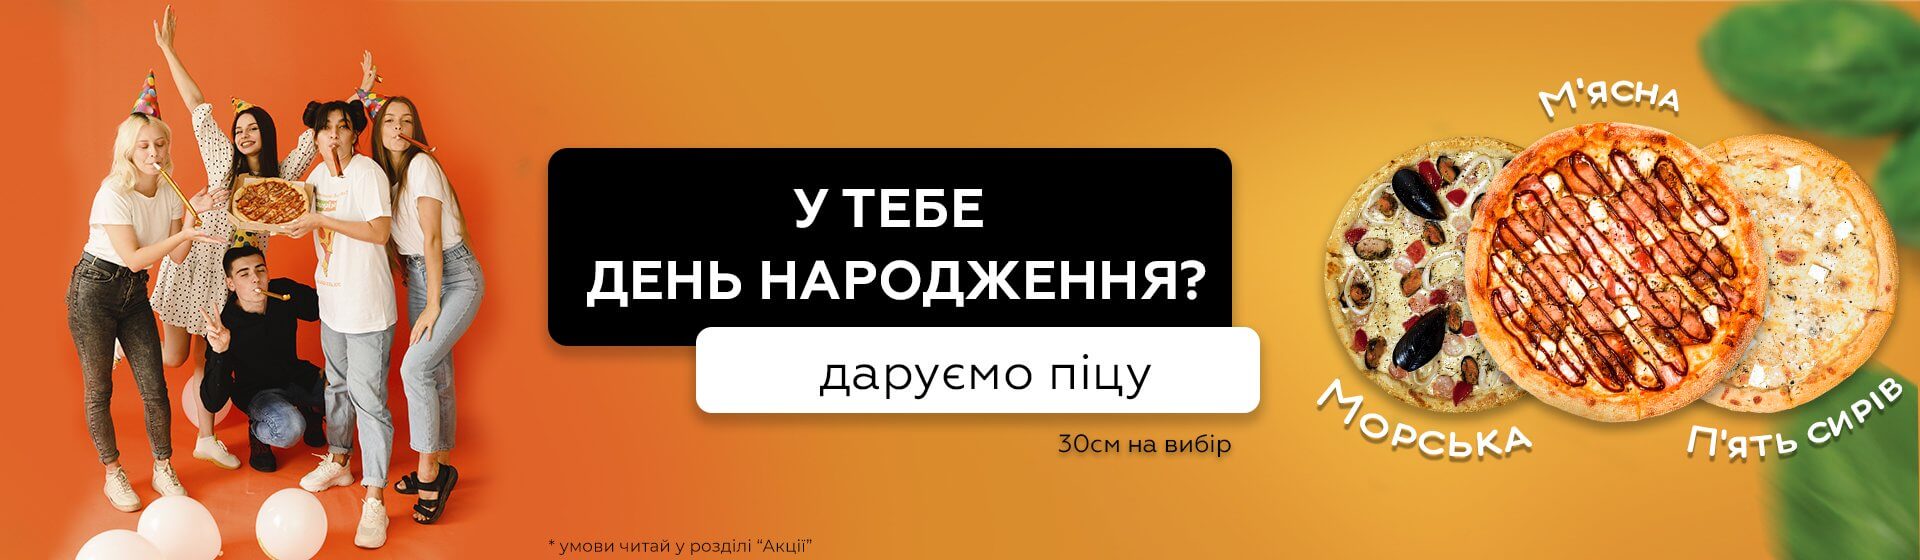 У ТЕБЕ
ДЕНЬ НАРОДЖЕННЯ?
даруємо піцу
30см на вибір
* умови читай у розділі “Акції”
М'ЯСНА
МОРСЬКА
П'ЯТЬ СИРІВ